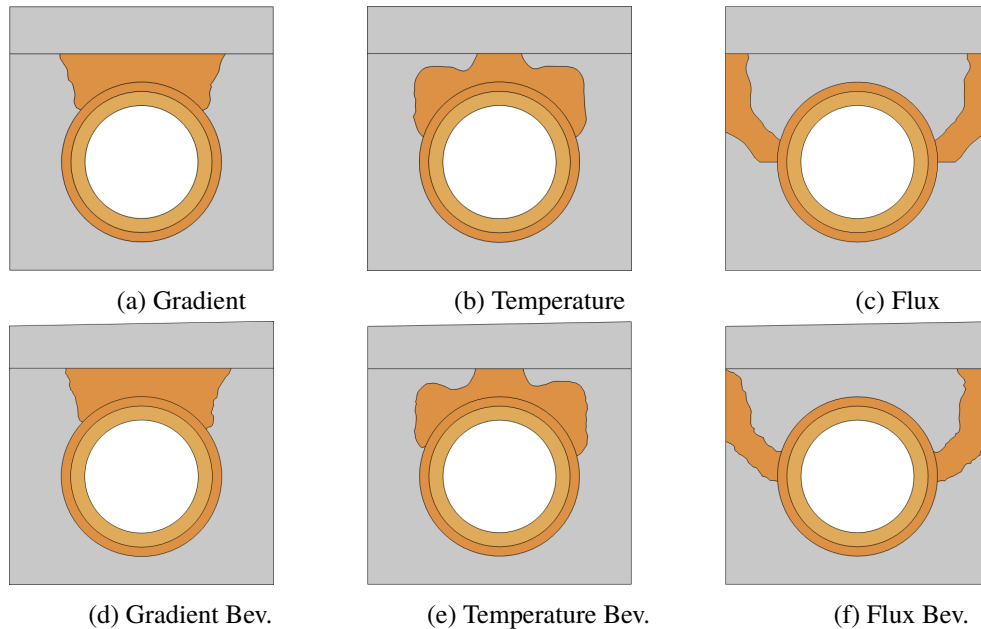 (a) Gradient
(b) Temperature
(c) Flux
(d) Gradient Bev.
(e) Temperature Bev.
(f) Flux Bev.